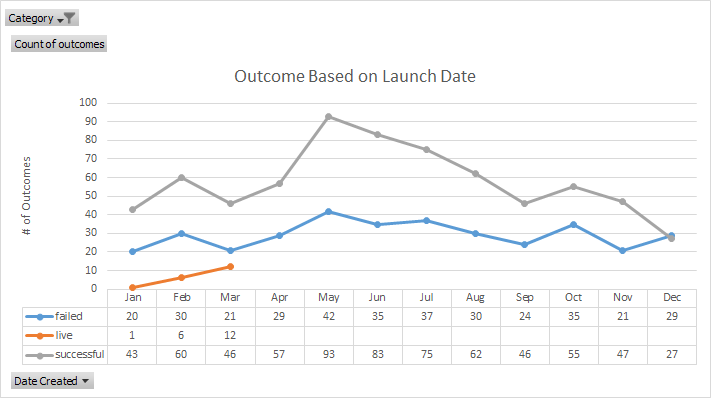 Category
Count of outcomes
Outcome Based on Launch Date
# of Outcomes
100
90
80
70
60
50
40
30
20
10
0
Jan Feb Mar Apr May Jun Jul Aug Sep Oct Nov Dec
failed 20 30 21 29 42 35 37 30 24 35 21 29
live 1 6 12
successful 43 60 46 57 93 83 75 62 46 55 47 27
Date Created